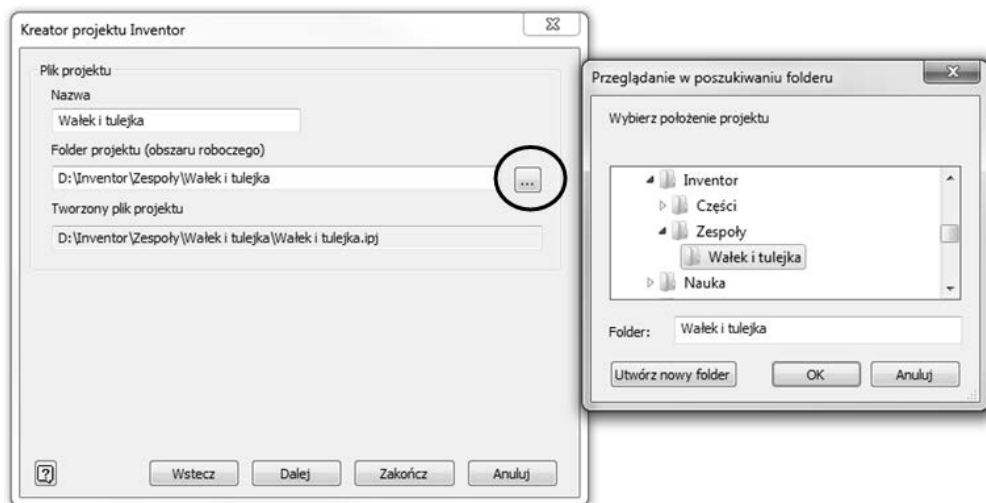 Kreator projektu Inventor
Plik projektu
Nazwa
Wałek i tulejka
Folder projektu (obszaru roboczego)
D:\Inventor\Zespoły\Wałek i tulejka
...
Tworzony plik projektu
D:\Inventor\Zespoły\Wałek i tulejka\Wałek i tulejka.ipj
?
Wstecz Dalej Zakończ Anuluj
Przeglądanie w poszukiwaniu folderu
Wybierz położenie projektu
Inventor
Części
Zespoły
Wałek i tulejka
Nauka
Folder: Wałek i tulejka
Utwórz nowy folder OK Anuluj